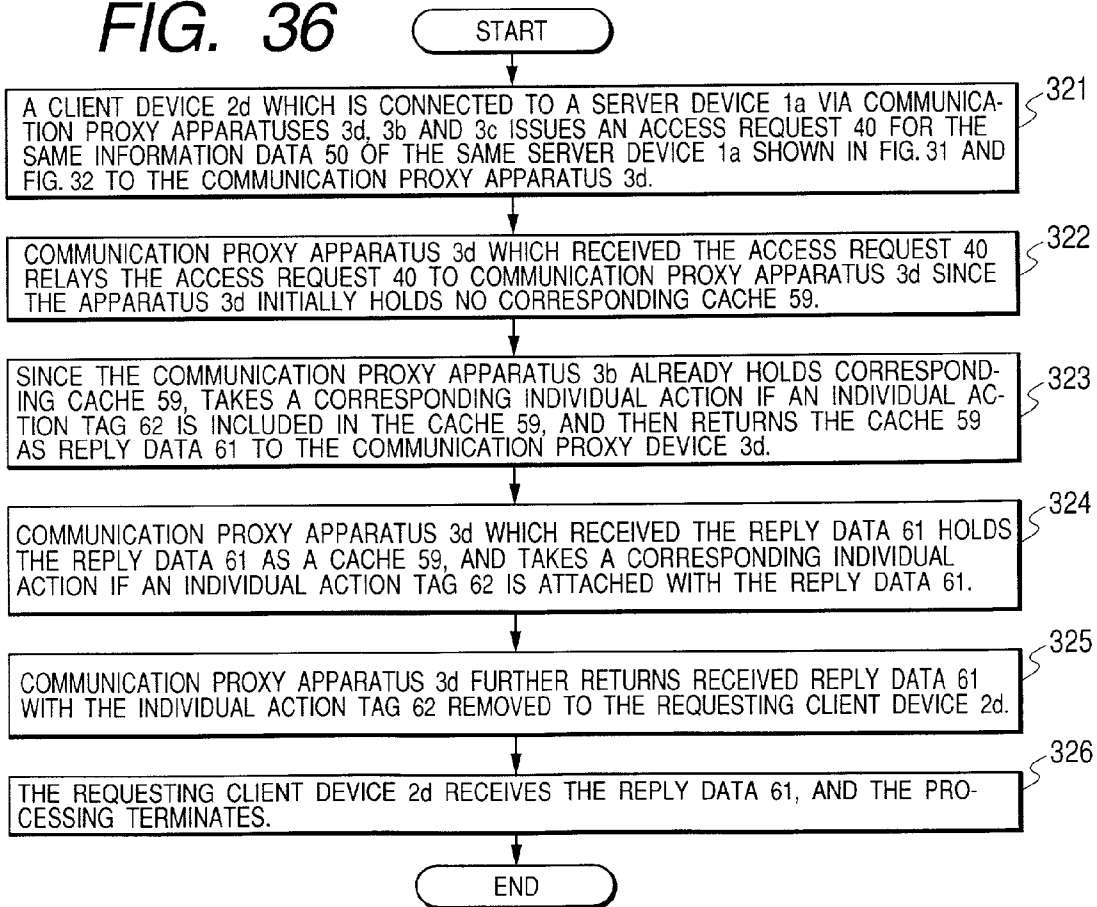 FIG. 36
START
A CLIENT DEVICE 2d WHICH IS CONNECTED TO A SERVER DEVICE 1a VIA COMMUNICA-
TION PROXY APPARATUSES 3d, 3b AND 3c ISSUES AN ACCESS REQUEST 40 FOR THE
SAME INFORMATION DATA 50 OF THE SAME SERVER DEVICE 1a SHOWN IN FIG. 31 AND
FIG. 32 TO THE COMMUNICATION PROXY APPARATUS 3d.
321
COMMUNICATION PROXY APPARATUS 3d WHICH RECEIVED THE ACCESS REQUEST 40
RELAYS THE ACCESS REQUEST 40 TO COMMUNICATION PROXY APPARATUS 3d SINCE
THE APPARATUS 3d INITIALLY HOLDS NO CORRESPONDING CACHE 59.
322
SINCE THE COMMUNICATION PROXY APPARATUS 3b ALREADY HOLDS CORRESPOND-
ING CACHE 59, TAKES A CORRESPONDING INDIVIDUAL ACTION IF AN INDIVIDUAL AC-
TION TAG 62 IS INCLUDED IN THE CACHE 59, AND THEN RETURNS THE CACHE 59
AS REPLY DATA 61 TO THE COMMUNICATION PROXY DEVICE 3d.
323
COMMUNICATION PROXY APPARATUS 3d WHICH RECEIVED THE REPLY DATA 61 HOLDS
THE REPLY DATA 61 AS A CACHE 59, AND TAKES A CORRESPONDING INDIVIDUAL
ACTION IF AN INDIVIDUAL ACTION TAG 62 IS ATTACHED WITH THE REPLY DATA 61.
324
COMMUNICATION PROXY APPARATUS 3d FURTHER RETURNS RECEIVED REPLY DATA 61
WITH THE INDIVIDUAL ACTION TAG 62 REMOVED TO THE REQUESTING CLIENT DEVICE 2d.
325
THE REQUESTING CLIENT DEVICE 2d RECEIVES THE REPLY DATA 61, AND THE PRO-
CESSING TERMINATES.
326
END